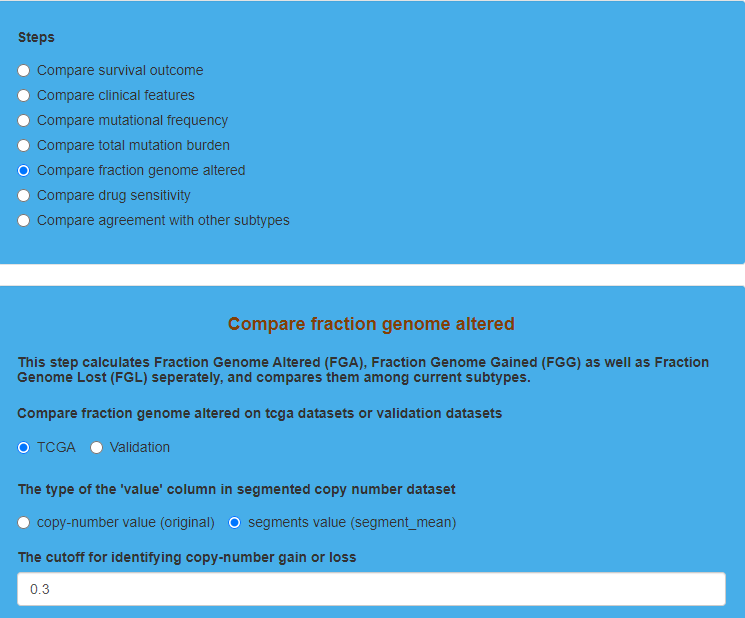 Steps
Compare survival outcome
Compare clinical features
Compare mutational frequency
Compare total mutation burden
Compare fraction genome altered
Compare drug sensitivity
Compare agreement with other subtypes
Compare fraction genome altered
This step calculates Fraction Genome Altered (FGA), Fraction Genome Gained (FGG) as well as Fraction
Genome Lost (FGL) seperately, and compares them among current subtypes.
Compare fraction genome altered on tcga datasets or validation datasets
TCGA Validation
The type of the 'value' column in segmented copy number dataset
copy-number value (original) segments value (segment_mean)
The cutoff for identifying copy-number gain or loss
0.3